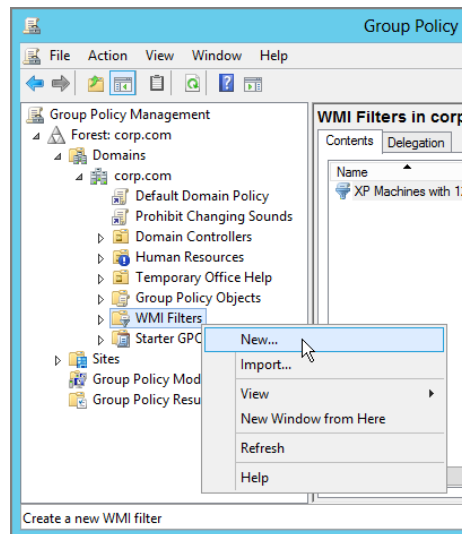 Group Policy
File Action View Window Help
Group Policy Management
Forest: corp.com
Domains
corp.com
Default Domain Policy
Prohibit Changing Sounds
Domain Controllers
Human Resources
Temporary Office Help
Group Policy Objects
WMI Filters
Starter GPO
Sites
Group Policy Mod
Group Policy Resu
New...
Import...
View
New Window from Here
Refresh
Help
WMI Filters in corp
Contents Delegation
Name
XP Machines with 12
Create a new WMI filter